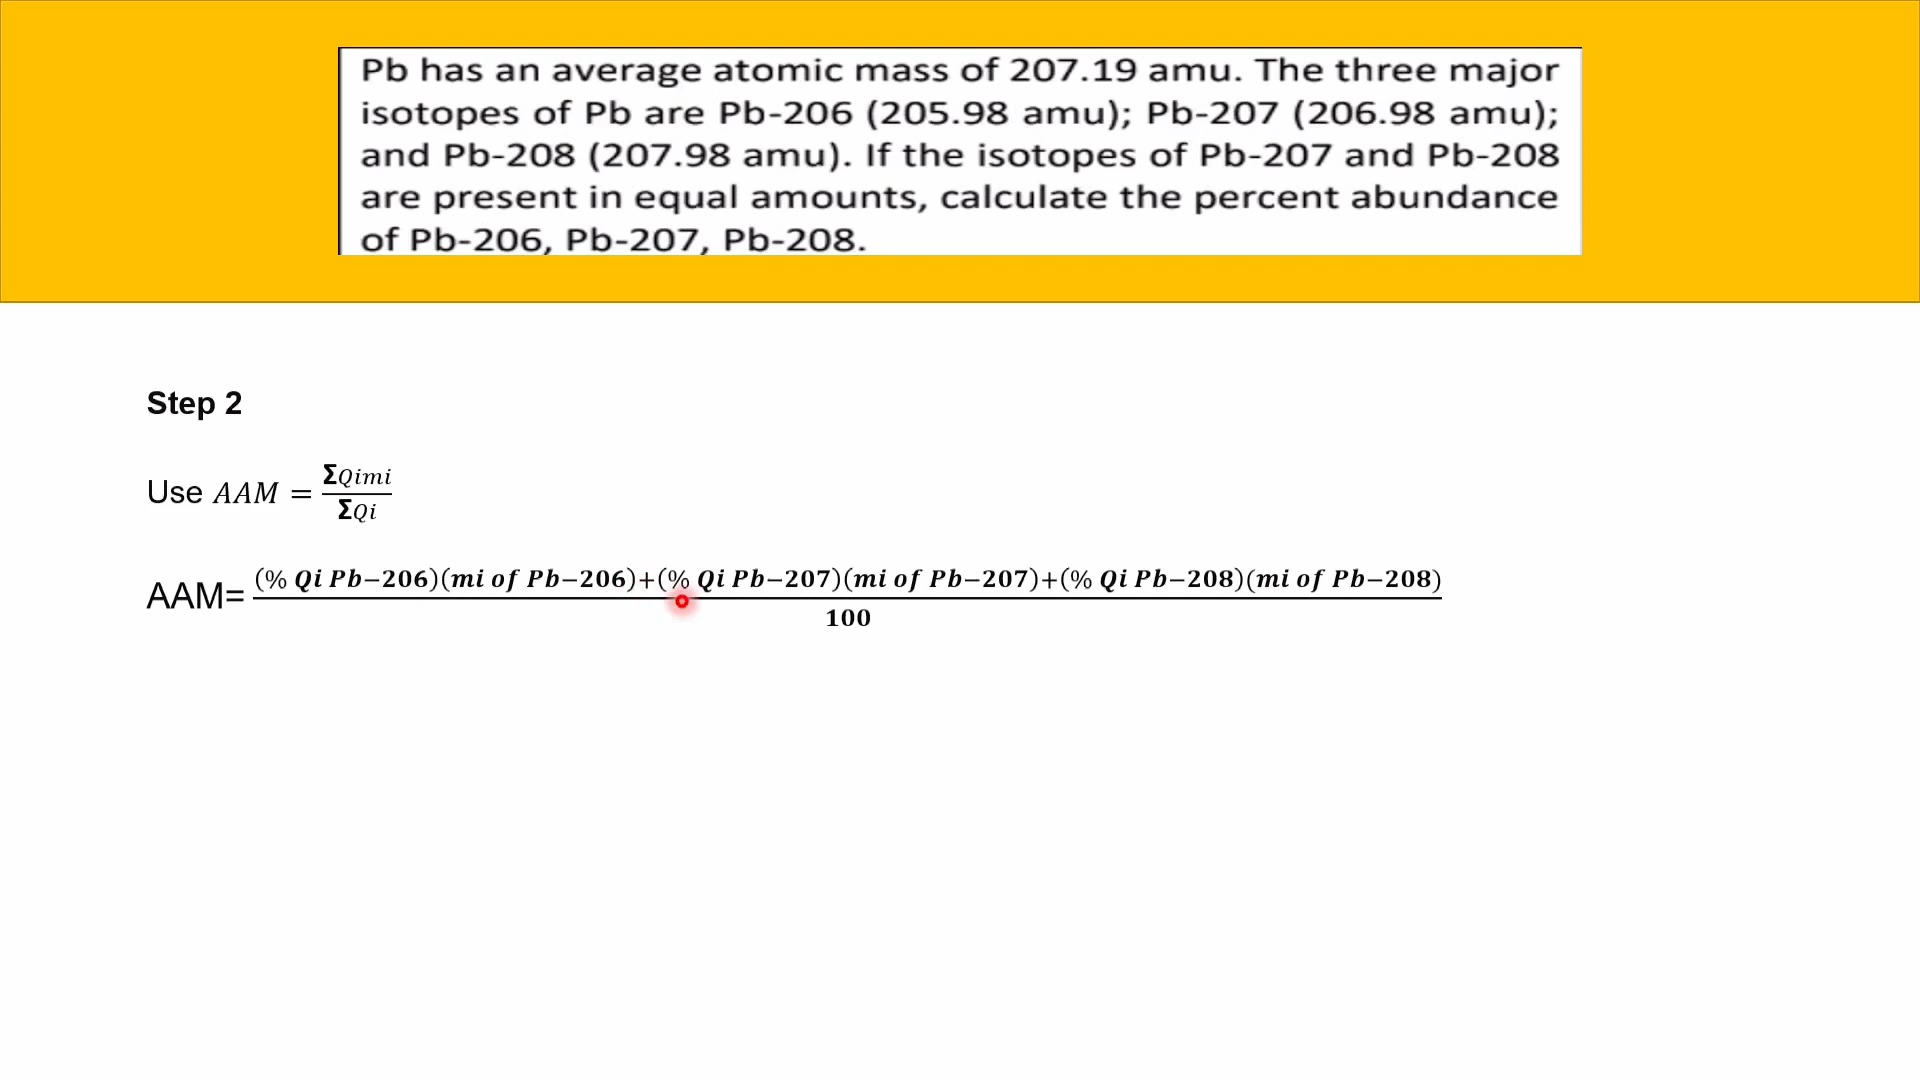 Pb has an average atomic mass of 207.19 amu. The three major
isotopes of Pb are Pb-206 (205.98 amu); Pb-207 (206.98 amu);
and Pb-208 (207.98 amu). If the isotopes of Pb-207 and Pb-208
are present in equal amounts, calculate the percent abundance
of Pb-206, Pb-207, Pb-208.
Step 2
Use AAM = ΣQimi / ΣQi
AAM= (% Qi Pb−206)(mi of Pb−206)+(% Qi Pb−207)(mi of Pb−207)+(% Qi Pb−208)(mi of Pb−208) / 100